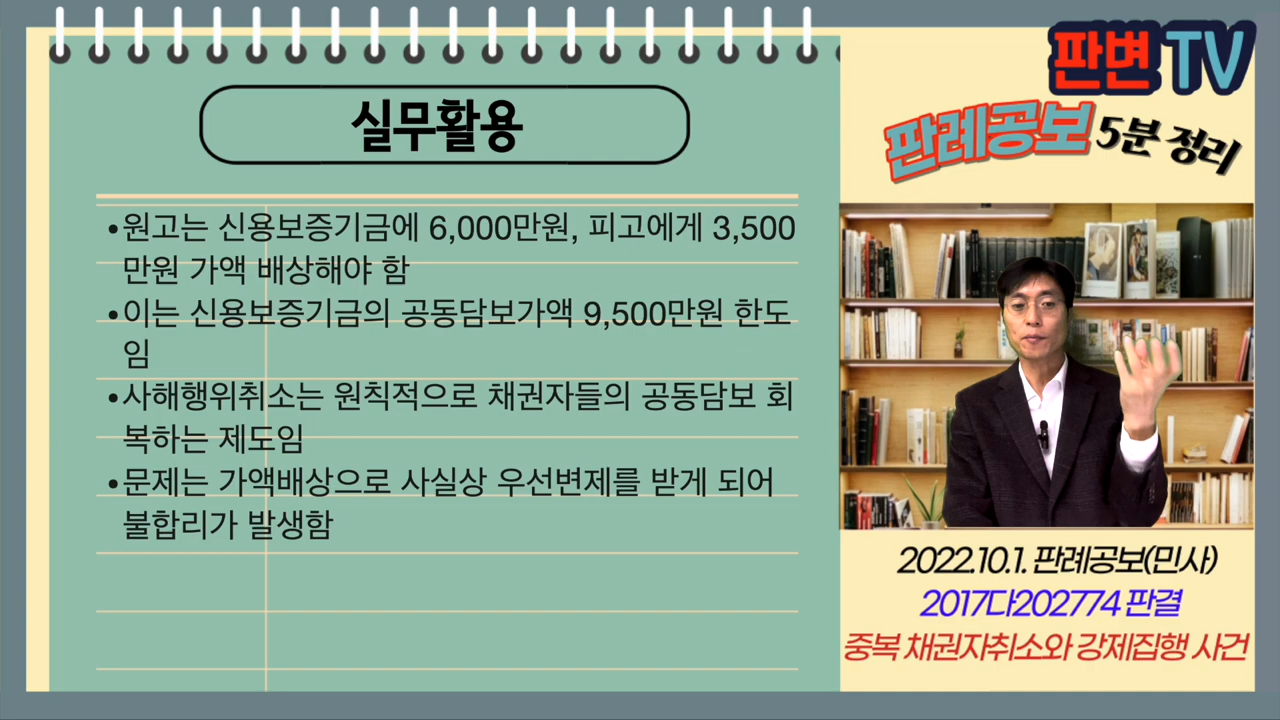 판변 TV
판례공보 5분 정리
실무활용
•원고는 신용보증기금에 6,000만원, 피고에게 3,500
만원 가액 배상해야 함
•이는 신용보증기금의 공동담보가액 9,500만원 한도
임
•사해행위취소는 원칙적으로 채권자들의 공동담보 회
복하는 제도임
•문제는 가액배상으로 사실상 우선변제를 받게 되어
불합리가 발생함
2022.10.1. 판례공보(민사)
2017다202774 판결
중복 채권자취소와 강제집행 사건